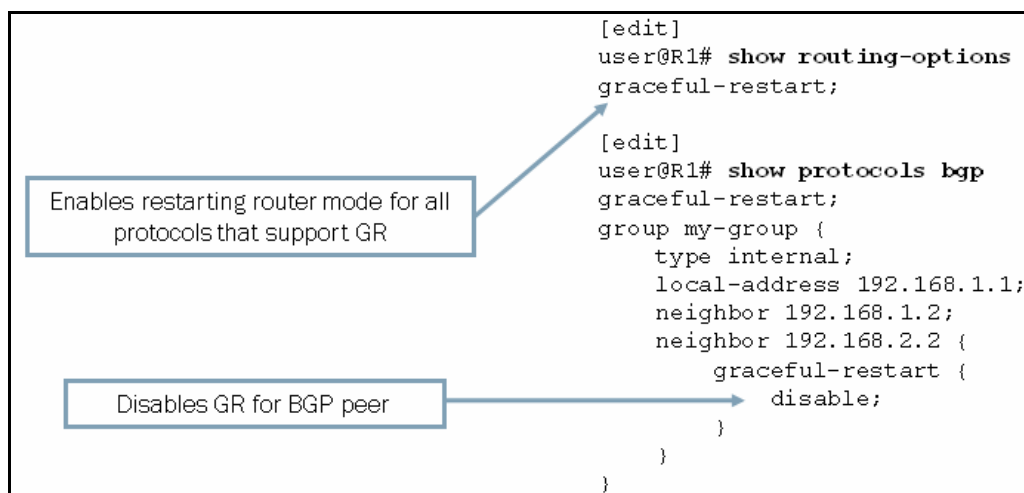 [edit]
user@R1# show routing-options
graceful-restart;
[edit]
user@R1# show protocols bgp
graceful-restart;
group my-group {
type internal;
local-address 192.168.1.1;
neighbor 192.168.1.2;
neighbor 192.168.2.2 {
graceful-restart {
disable;
}
}
}
Enables restarting router mode for all
protocols that support GR
Disables GR for BGP peer